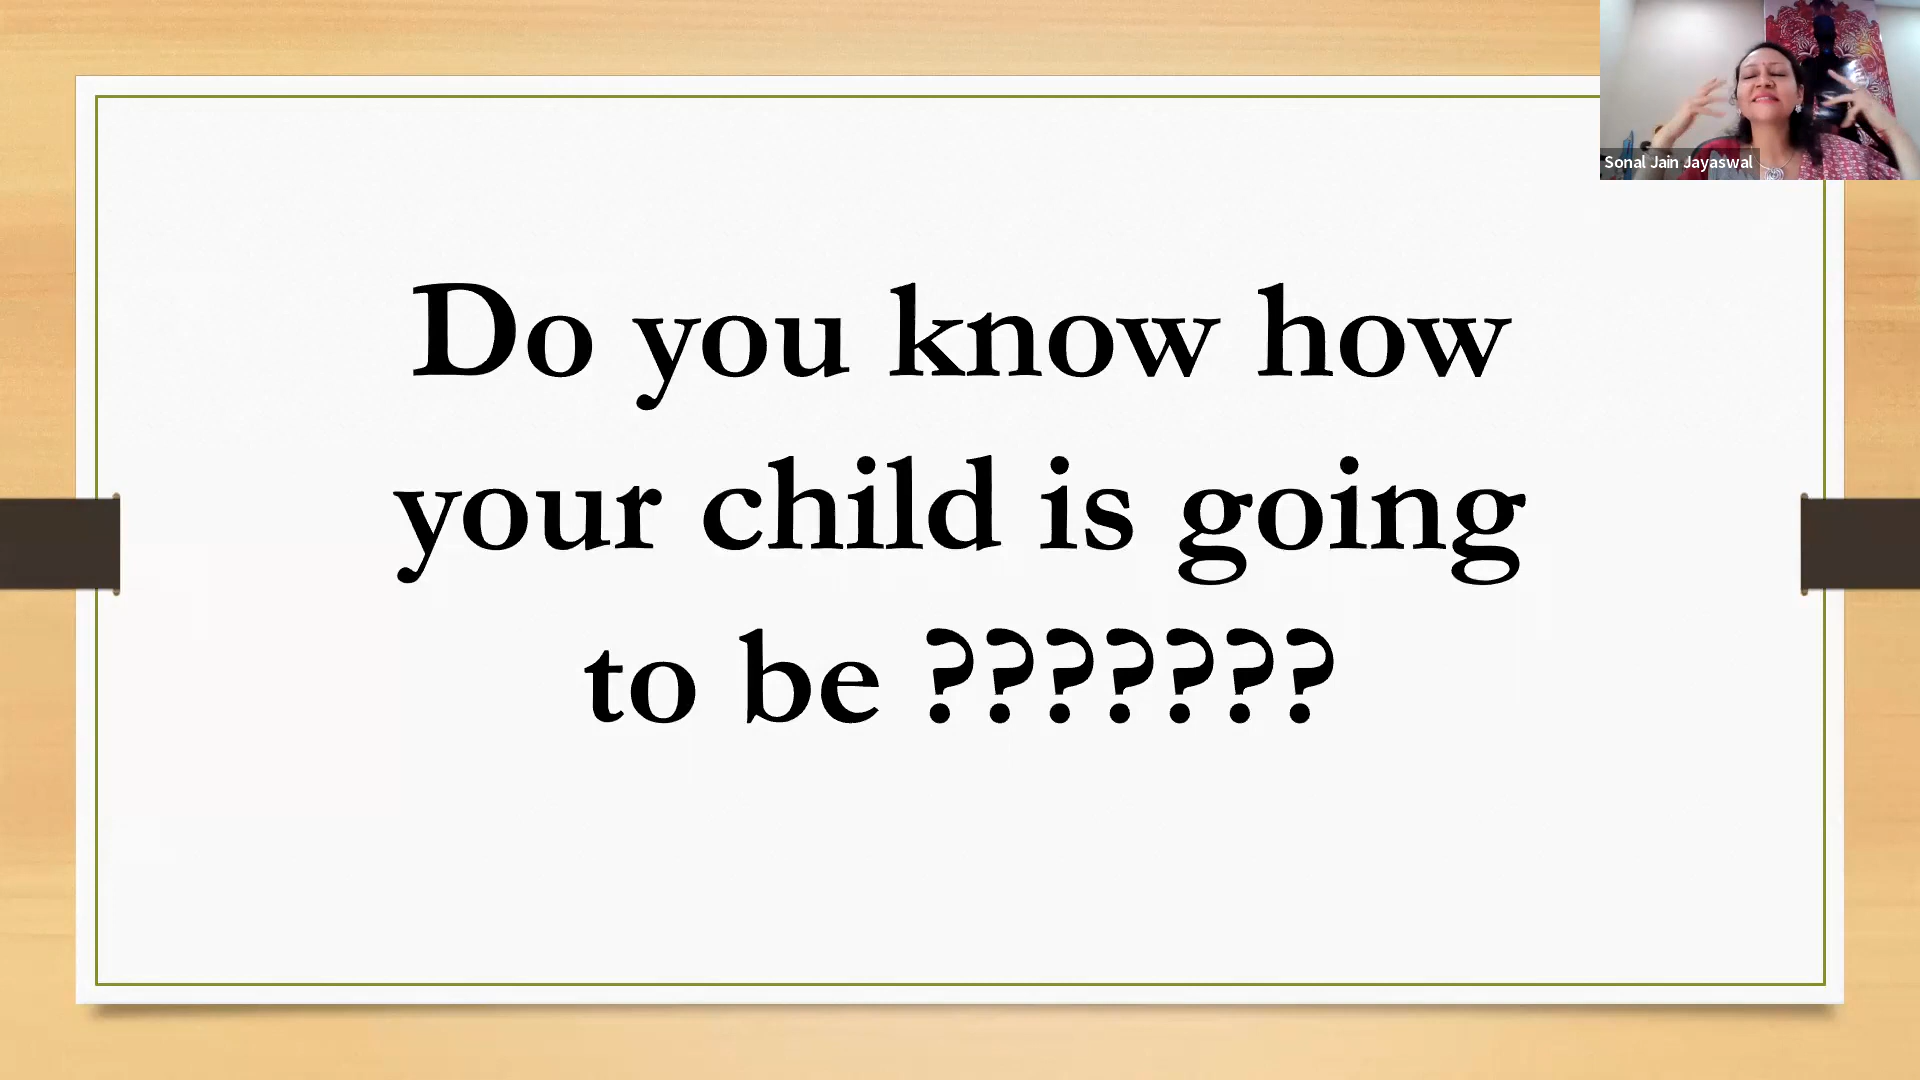 Sonal Jain Jayaswal
Do you know how
your child is going
to be ???????